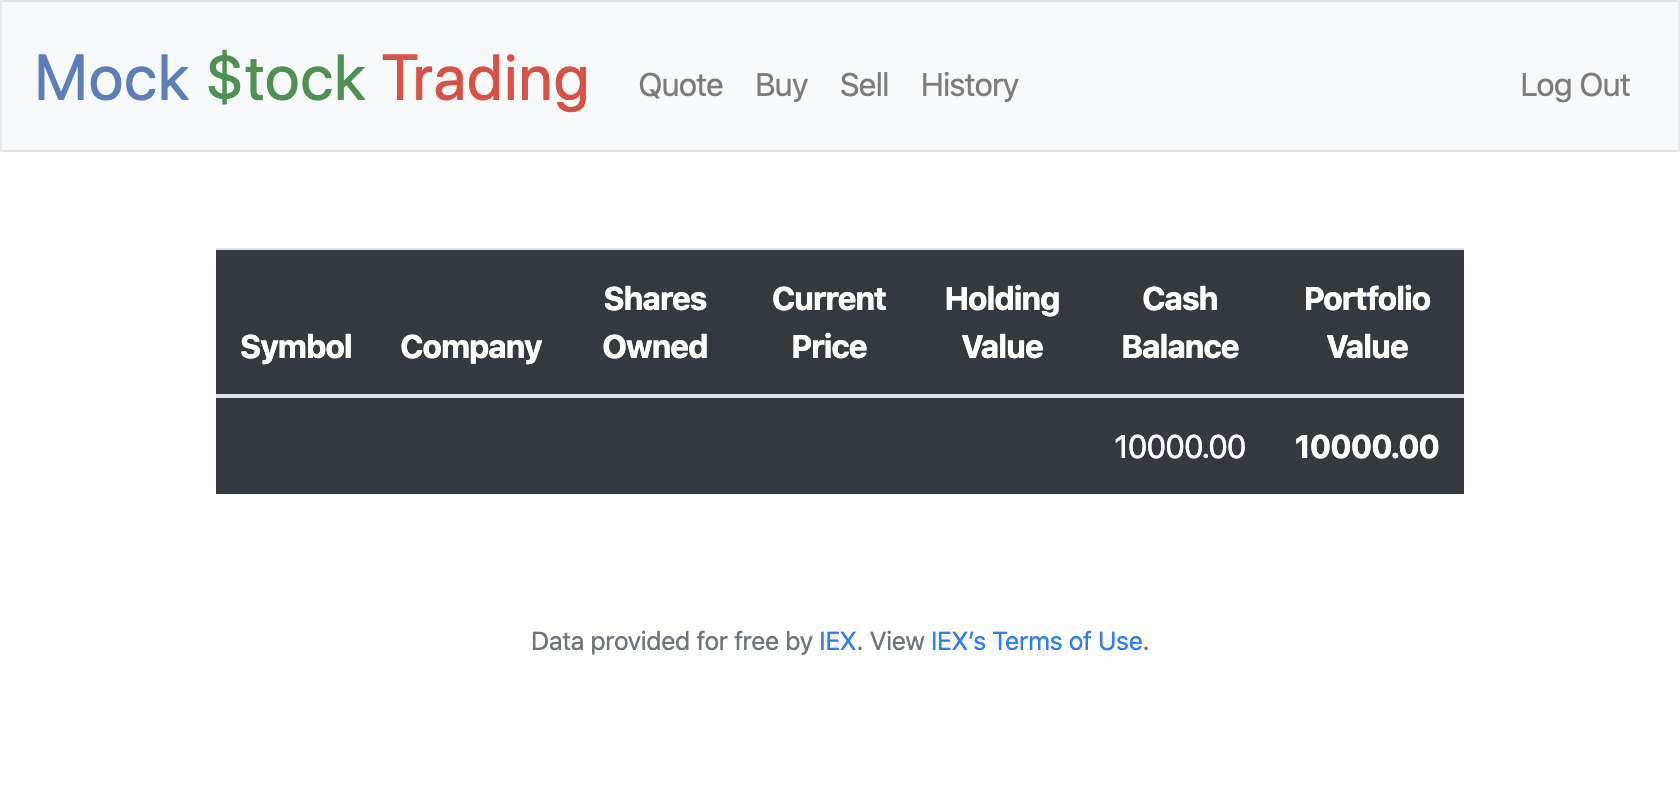 Mock $tock Trading Quote Buy Sell History Log Out
Symbol Company Shares Owned Current Price Holding Value Cash Balance Portfolio Value
10000.00 10000.00
Data provided for free by IEX. View IEX’s Terms of Use.